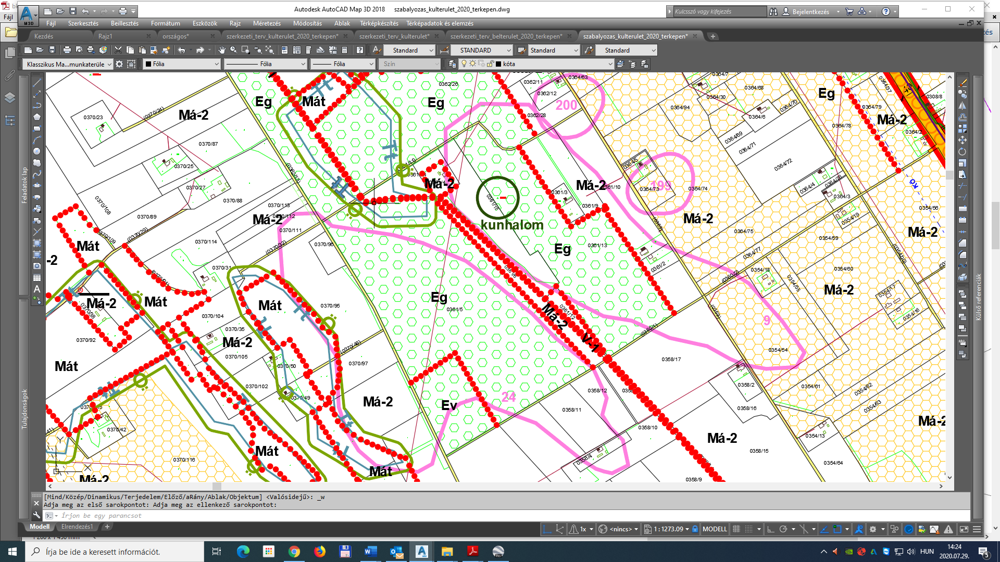 Autodesk AutoCAD Map 3D 2018 szabalyozas_kulterulet_2020_terkepen.dwg
Kulcsszó vagy kifejezés
Bejelentkezés
M3D
Fájl
Fájl Szerkesztés Beillesztés Formátum Eszközök Rajz Méretezés Módosítás Ablak Térképkészítés Térképadatok és elemzés
Kezdés Rajz1 országos* szerkezeti_terv_kulterulet_2020_terkepen* szerkezeti_terv_kulterulet* szerkezeti_terv_belterulet_2020_terkepen* szabalyozas_kulterulet_2020_terkepen*
Standard STANDARD Standard Standard
Klasszikus Ma...munkaterüle Fólia Fólia Fólia Szín kóta
Feladatok lap
Tulajdonságok
Külső referenciák
0362/26 0362/11 0364/63 0364/68
0362/12 0364/30
Eg Mát Eg 200 Eg
0370/23 (0370/24) Má-2 0362/28 0364/94 0364/6 0364/70 0364/79 0308/8
0364/37
Má-2
0364/78
0370/87 0364/69 0364/71
0370/25 0364/72
0370/27 Má-2 Má-2 0361/10 199 0364/73 0364/74 0364/4
0361/3 0364/3
0370/88 0370/113 0361/9 0361/15 0354/56
0370/108 0370/89 Má-2 0370/112 kunhalom Má-2 0354/19
0370/111 0364/75 Má-2
0370/109 (0370/29) 0370/114 0370/96 0354/59
Mát (0370/32) Eg 0361/13 0364/77
-2 0370/31 0361/2 0354/18 0354/60 (0354/20)
0354/55 Má-2 0354/17
Má-2 Mát Mát 0370/95 Eg 0361/5
0370/104 0361/12 0354/16
0370/35 Má-2 9
0370/92 Má-2 V-1 (0360/1) (0359)
0370/105 0354/54
Mát 0370/50 0370/97 0358/17
0370/102 0358/12 0358/2 0354/61 0354/62
Má-2 Ev 24
0358/11 0358/16 0354/63
0370/42 0358/10 Má-2
Má-2 0354/13
Mát 0358/15
0370/116 0358/4 0354/64
Má-2 Mát 0358/9
[Mind/Közép/Dinamikus/Terjedelem/Előző/aRány/Ablak/Objektum] <Valósidejű>: _w
Adja meg az első sarokpontot: Adja meg az ellenkező sarokpontot:
Írjon be egy parancsot
Modell Elrendezés1
1x <nincs> 1:1273.09 MODELL
Írja be ide a keresett információt.
HUN
14:24
2020.07.29.
5